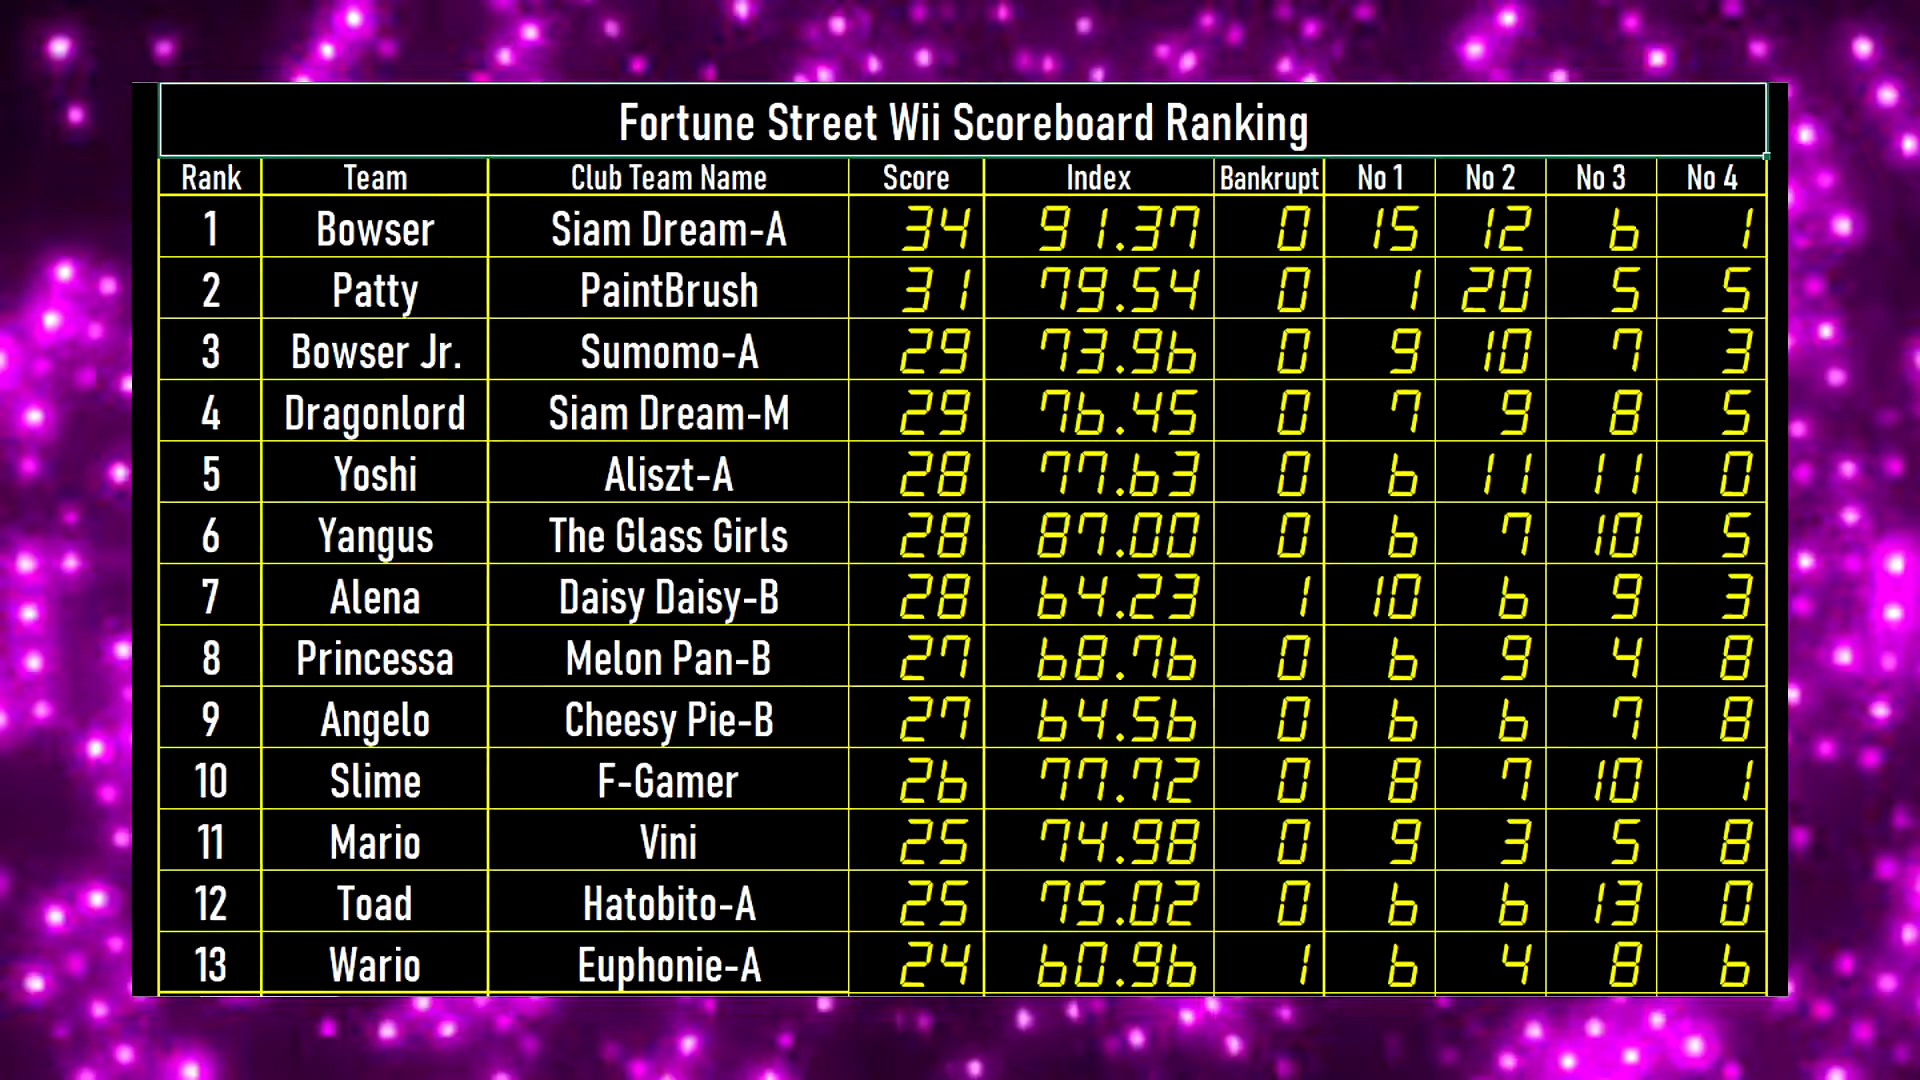 Fortune Street Wii Scoreboard Ranking
Rank Team Club Team Name Score Index Bankrupt No 1 No 2 No 3 No 4
1 Bowser Siam Dream-A 34 91.37 0 15 12 6 1
2 Patty PaintBrush 31 79.54 0 1 20 5 5
3 Bowser Jr. Sumomo-A 29 73.96 0 9 10 7 3
4 Dragonlord Siam Dream-M 29 76.45 0 7 9 8 5
5 Yoshi Aliszt-A 28 77.63 0 6 11 11 0
6 Yangus The Glass Girls 28 87.00 0 6 7 10 5
7 Alena Daisy Daisy-B 28 64.23 1 10 6 9 3
8 Princessa Melon Pan-B 27 68.76 0 6 9 4 8
9 Angelo Cheesy Pie-B 27 64.56 0 6 6 7 8
10 Slime F-Gamer 26 77.72 0 8 7 10 1
11 Mario Vini 25 74.98 0 9 3 5 8
12 Toad Hatobito-A 25 75.02 0 6 6 13 0
13 Wario Euphonie-A 24 60.96 1 6 4 8 6